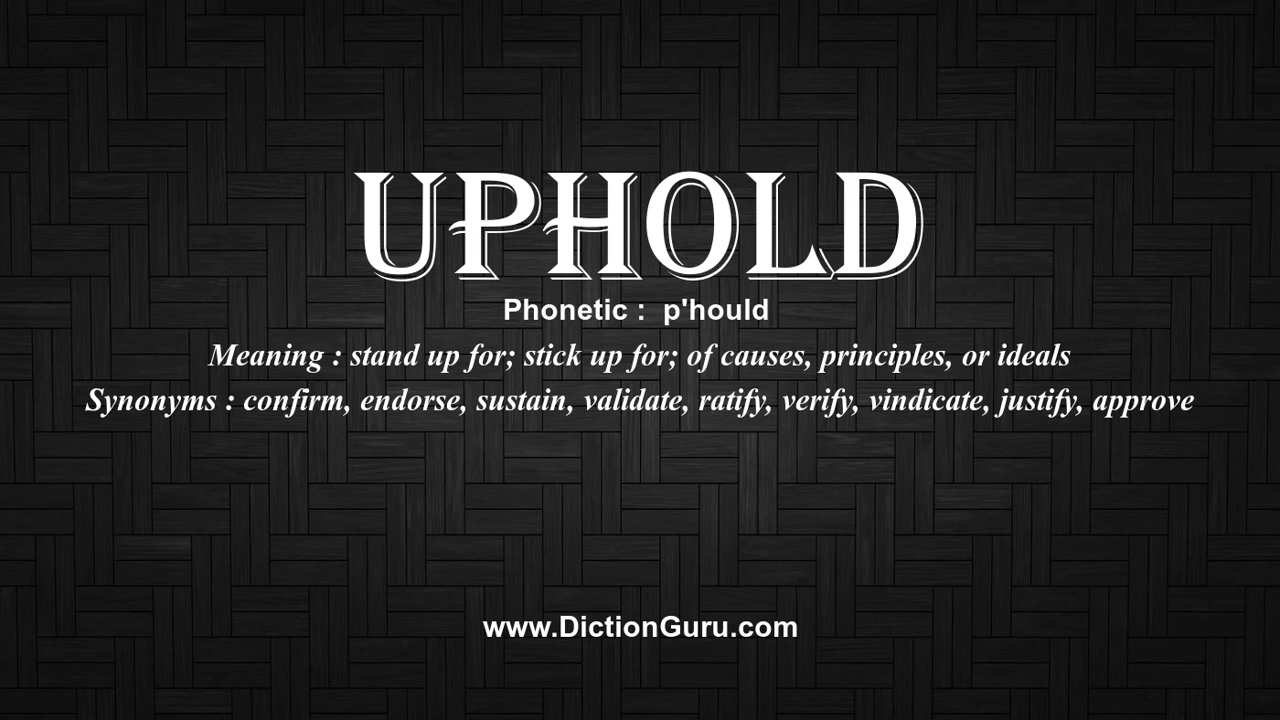 UPHOLD
Phonetic :  p'hould
Meaning : stand up for; stick up for; of causes, principles, or ideals
Synonyms : confirm, endorse, sustain, validate, ratify, verify, vindicate, justify, approve
www.DictionGuru.com